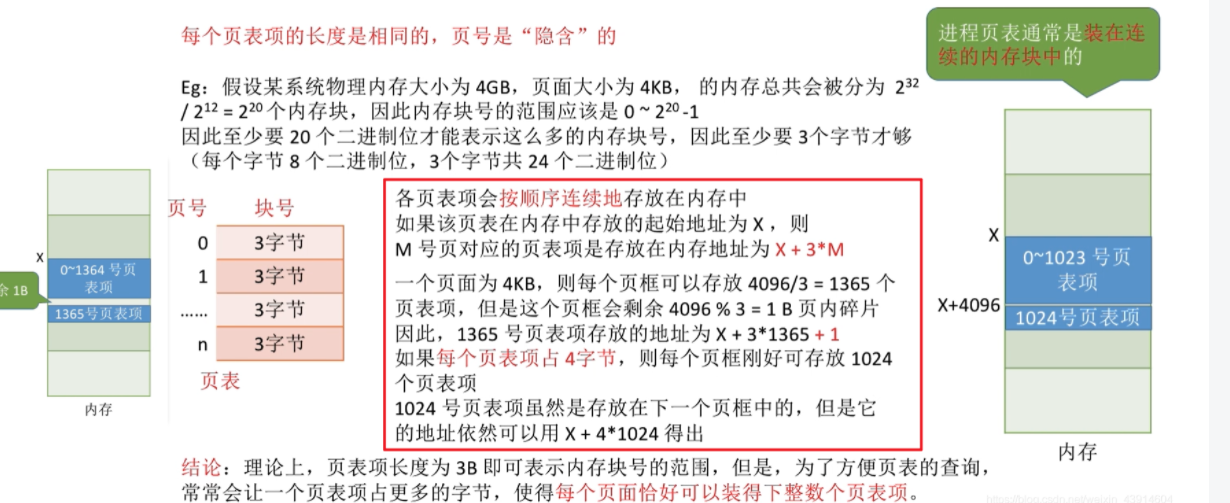 每个页表项的长度是相同的，页号是“隐含”的
进程页表通常是装在连
续的内存块中的
Eg：假设某系统物理内存大小为 4GB，页面大小为 4KB， 的内存总共会被分为 2³²
/ 2¹² = 2²⁰ 个内存块，因此内存块号的范围应该是 0 ~ 2²⁰ -1
因此至少要 20 个二进制位才能表示这么多的内存块号，因此至少要 3个字节才够
（每个字节 8 个二进制位，3个字节共 24 个二进制位）
X
0~1364 号页
表项
余 1B
1365号页表项
内存
页号 块号
0 3字节
1 3字节
...... 3字节
n 3字节
页表
各页表项会按顺序连续地存放在内存中
如果该页表在内存中存放的起始地址为 X ，则
M 号页对应的页表项是存放在内存地址为 X + 3*M
一个页面为 4KB，则每个页框可以存放 4096/3 = 1365 个
页表项，但是这个页框会剩余 4096 % 3 = 1 B 页内碎片
因此，1365 号页表项存放的地址为 X + 3*1365 + 1
如果每个页表项占 4字节，则每个页框刚好可存放 1024
个页表项
1024 号页表项虽然是存放在下一个页框中的，但是它
的地址依然可以用 X + 4*1024 得出
X
0~1023 号页
表项
X+4096
1024号页表项
内存
结论：理论上，页表项长度为 3B 即可表示内存块号的范围，但是，为了方便页表的查询，
常常会让一个页表项占更多的字节，使得每个页面恰好可以装得下整数个页表项。